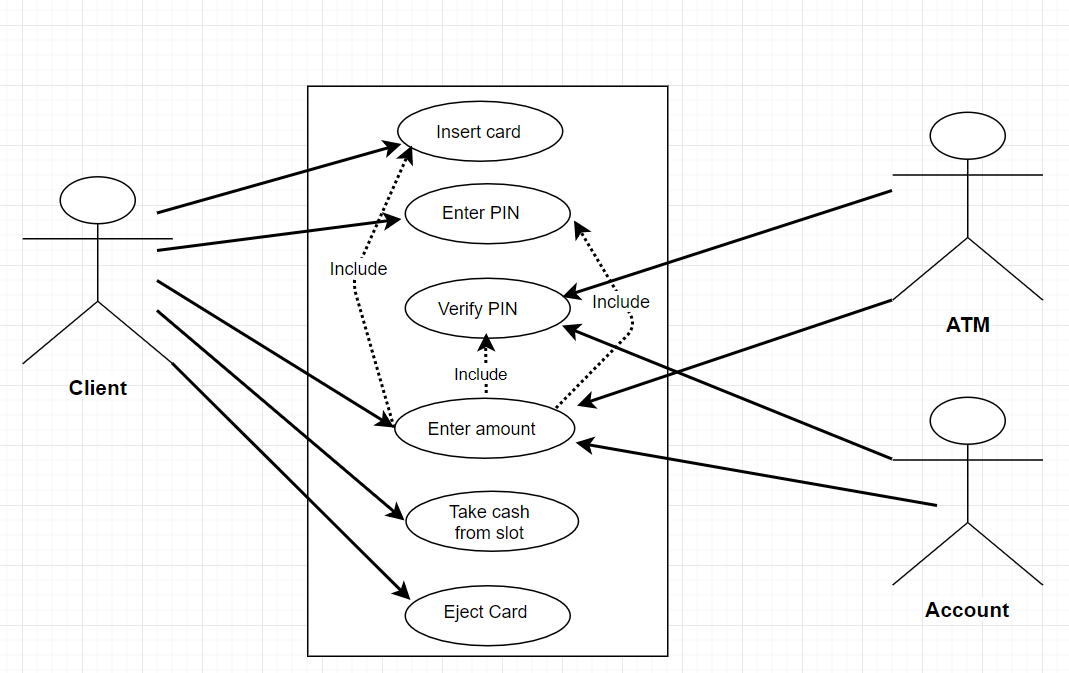 Insert card
Enter PIN
Include
Verify PIN
Include
ATM
Include
Client
Enter amount
Take cash
from slot
Eject Card
Account